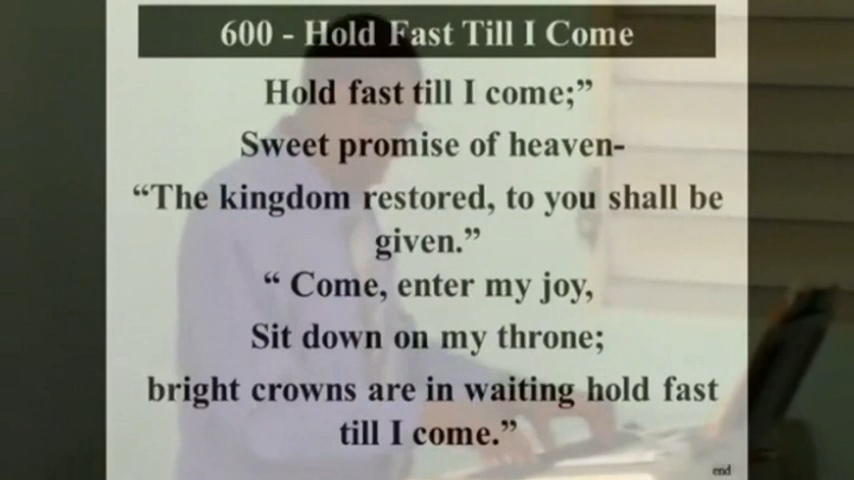 600 - Hold Fast Till I Come
Hold fast till I come;”
Sweet promise of heaven-
“The kingdom restored, to you shall be
given.”
“ Come, enter my joy,
Sit down on my throne;
bright crowns are in waiting hold fast
till I come.”
end